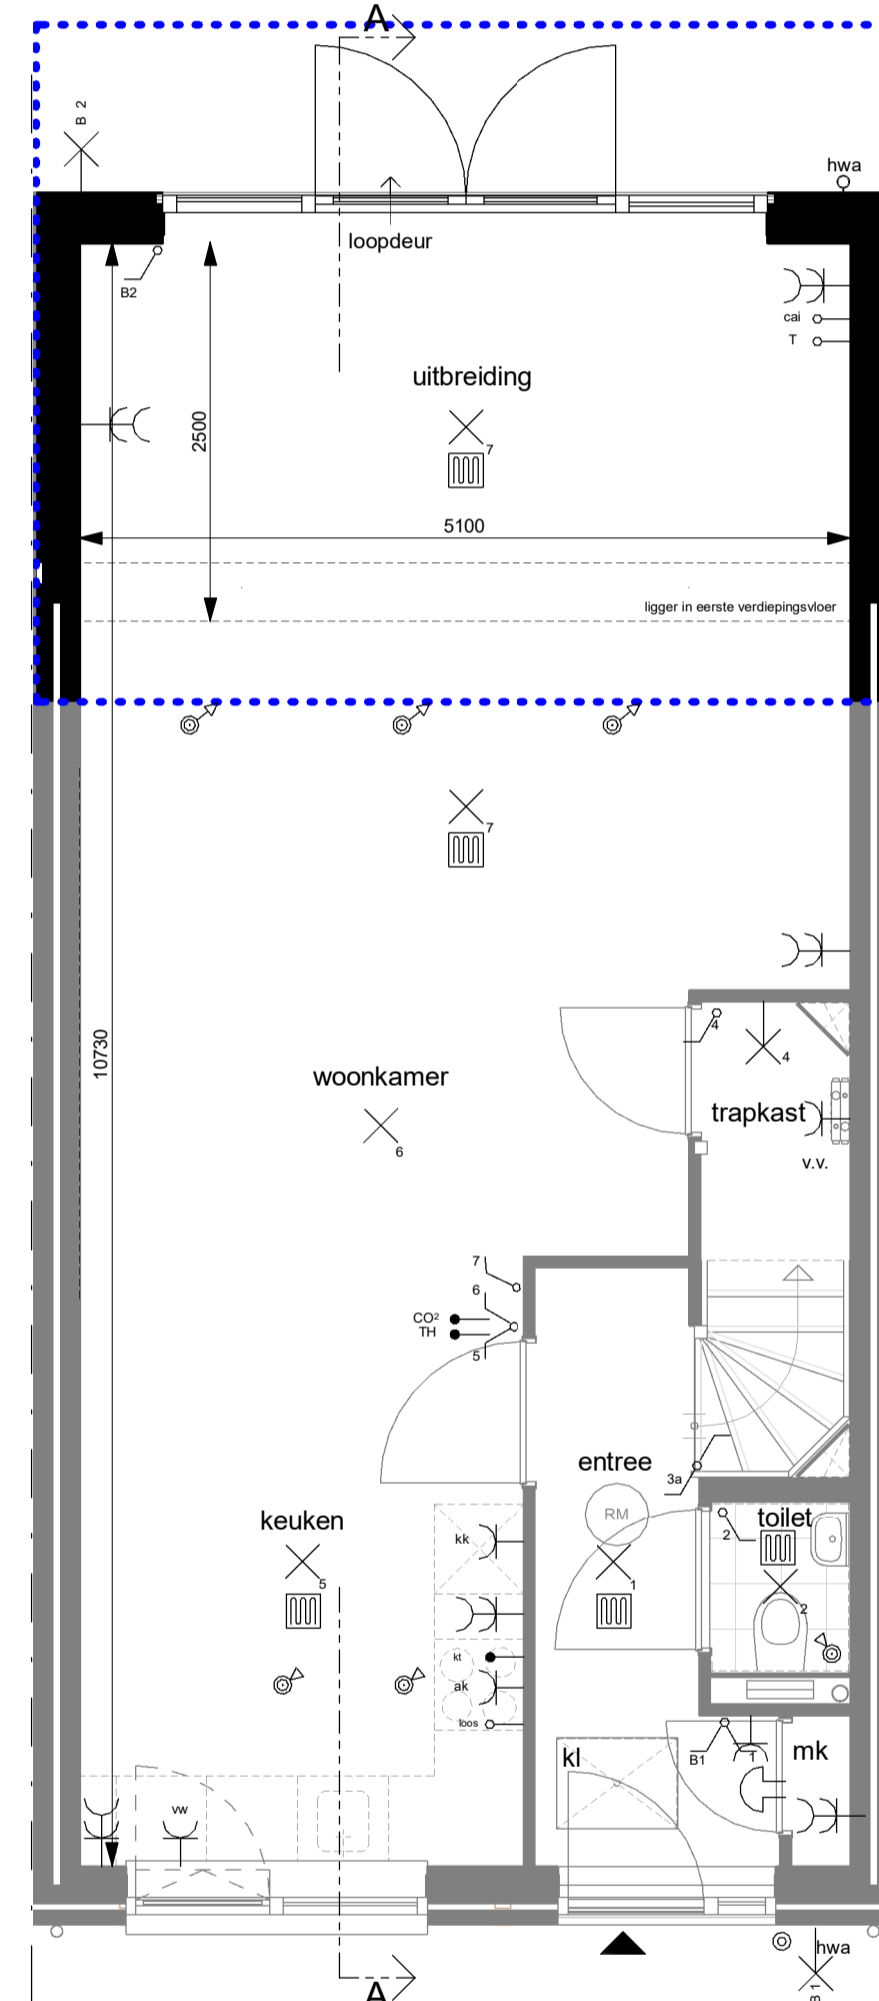 A
B 2
hwa
loopdeur
B2
cai
T
uitbreiding
7
2500
5100
ligger in eerste verdiepingsvloer
7
10730
4
4
woonkamer
6
trapkast
v.v.
7
6
CO²
TH
5
entree
3a
RM
keuken
toilet
2
kk
5
1
2
kt
ak
loos
kl
B1
1
mk
vw
hwa
B 1
A